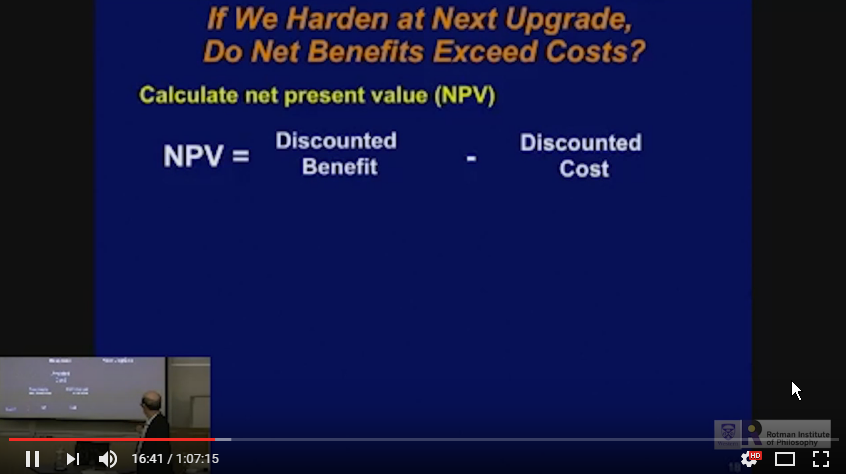 If We Harden at Next Upgrade,
Do Net Benefits Exceed Costs?
Calculate net present value (NPV)
NPV =
Discounted
Benefit
-
Discounted
Cost
Rotman Institute
of Philosophy
16:41 / 1:07:15
HD